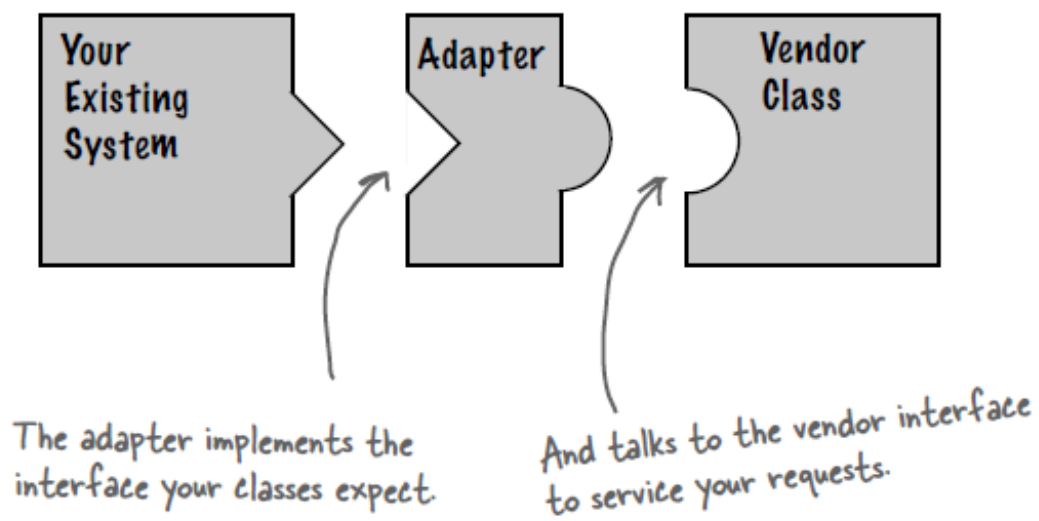 Your
Existing
System
Adapter
Vendor
Class
The adapter implements the
interface your classes expect.
And talks to the vendor interface
to service your requests.